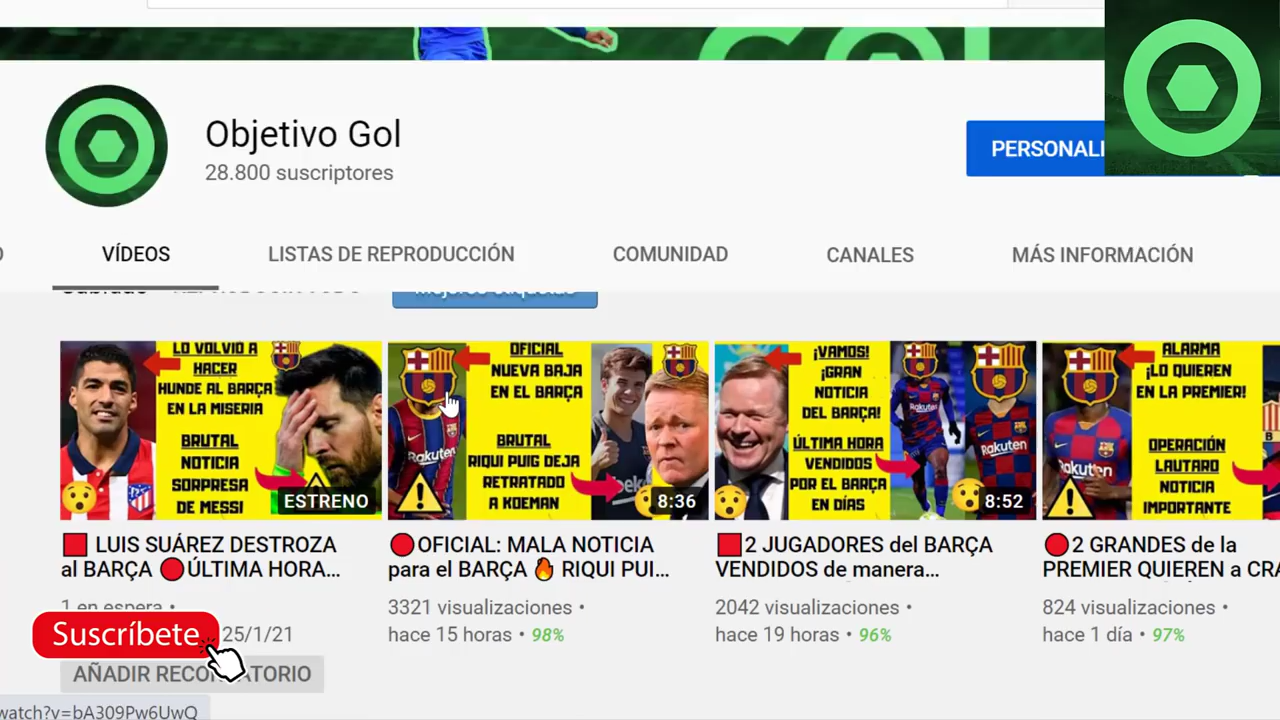 Objetivo Gol
28.800 suscriptores
PERSONALI
VÍDEOS
LISTAS DE REPRODUCCIÓN
COMUNIDAD
CANALES
MÁS INFORMACIÓN
LO VOLVIO A
HACER
HUNDE AL BARÇA
EN LA MISERIA
BRUTAL
NOTICIA
SORPRESA
DE MESSI
ESTRENO
OFICIAL
NUEVA BAJA
EN EL BARÇA
BRUTAL
RIQUI PUIG DEJA
RETRATADO
A KOEMAN
Rakuten
8:36
¡VAMOS!
¡GRAN
NOTICIA
DEL BARÇA!
ÚLTIMA HORA
VENDIDOS
POR EL BARÇA
EN DÍAS
Rakuten
Rakuten
8:52
ALARMA
¡LO QUIEREN
EN LA PREMIER!
OPERACIÓN
LAUTARO
NOTICIA
IMPORTANTE
Rakuten
LUIS SUÁREZ DESTROZA
al BARÇA 🔴ÚLTIMA HORA...
1 en espera •
25/1/21
🔴OFICIAL: MALA NOTICIA
para el BARÇA 🔥 RIQUI PUI...
3321 visualizaciones •
hace 15 horas • 98%
2 JUGADORES del BARÇA
VENDIDOS de manera...
2042 visualizaciones •
hace 19 horas • 96%
🔴2 GRANDES de la
PREMIER QUIEREN a CRA
824 visualizaciones •
hace 1 día • 97%
Suscríbete
AÑADIR RECORDATORIO
watch?v=bA309Pw6UwQ